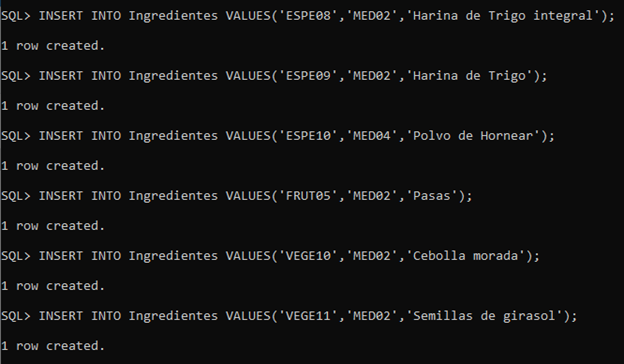 SQL> INSERT INTO Ingredientes VALUES('ESPE08','MED02','Harina de Trigo integral');
1 row created.
SQL> INSERT INTO Ingredientes VALUES('ESPE09','MED02','Harina de Trigo');
1 row created.
SQL> INSERT INTO Ingredientes VALUES('ESPE10','MED04','Polvo de Hornear');
1 row created.
SQL> INSERT INTO Ingredientes VALUES('FRUT05','MED02','Pasas');
1 row created.
SQL> INSERT INTO Ingredientes VALUES('VEGE10','MED02','Cebolla morada');
1 row created.
SQL> INSERT INTO Ingredientes VALUES('VEGE11','MED02','Semillas de girasol');
1 row created.